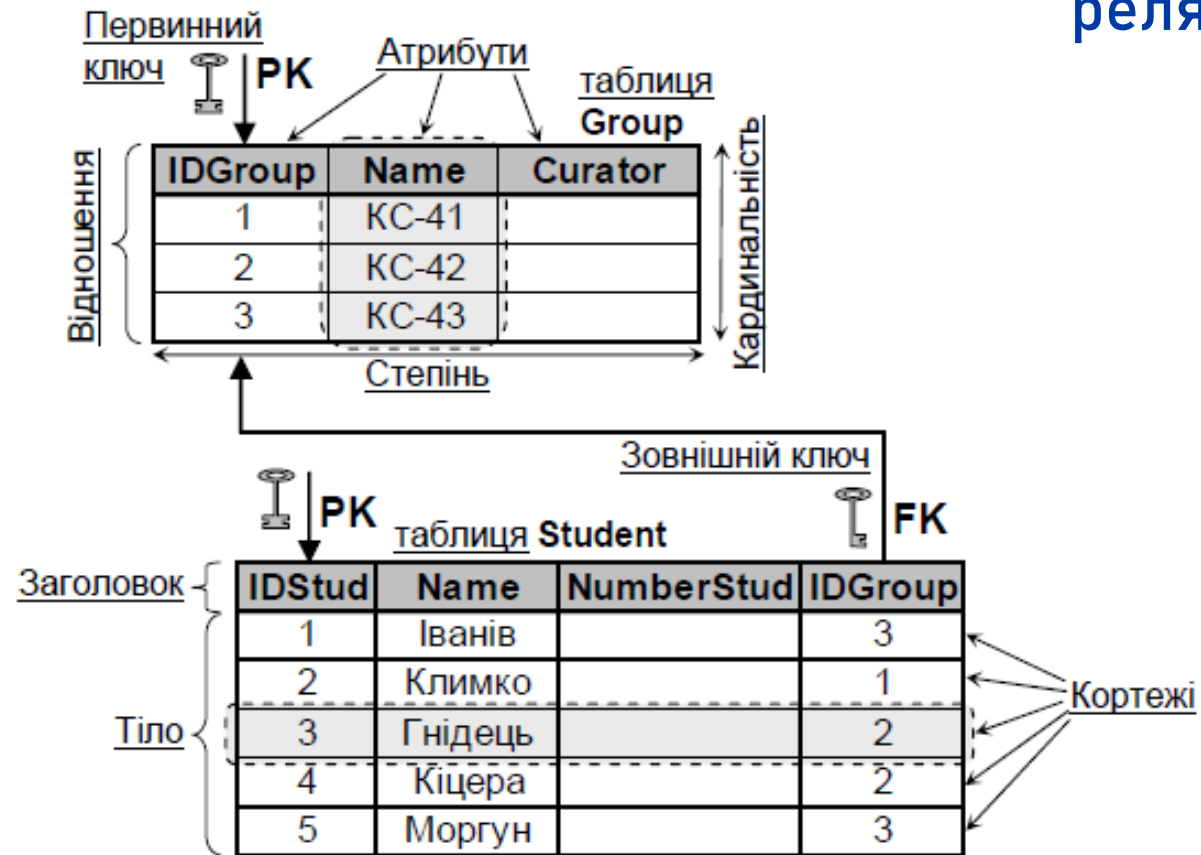 реля
Первинний
ключ
PK
Атрибути
таблиця
Group
Відношення
IDGroup Name Curator
1 КС-41
2 КС-42
3 КС-43
Кардинальність
Степінь
Зовнішній ключ
PK
таблиця Student
FK
Заголовок
IDStud Name NumberStud IDGroup
1 Іванів 3
2 Климко 1
Кортежі
Тіло
3 Гнідець 2
4 Кіцера 2
5 Моргун 3